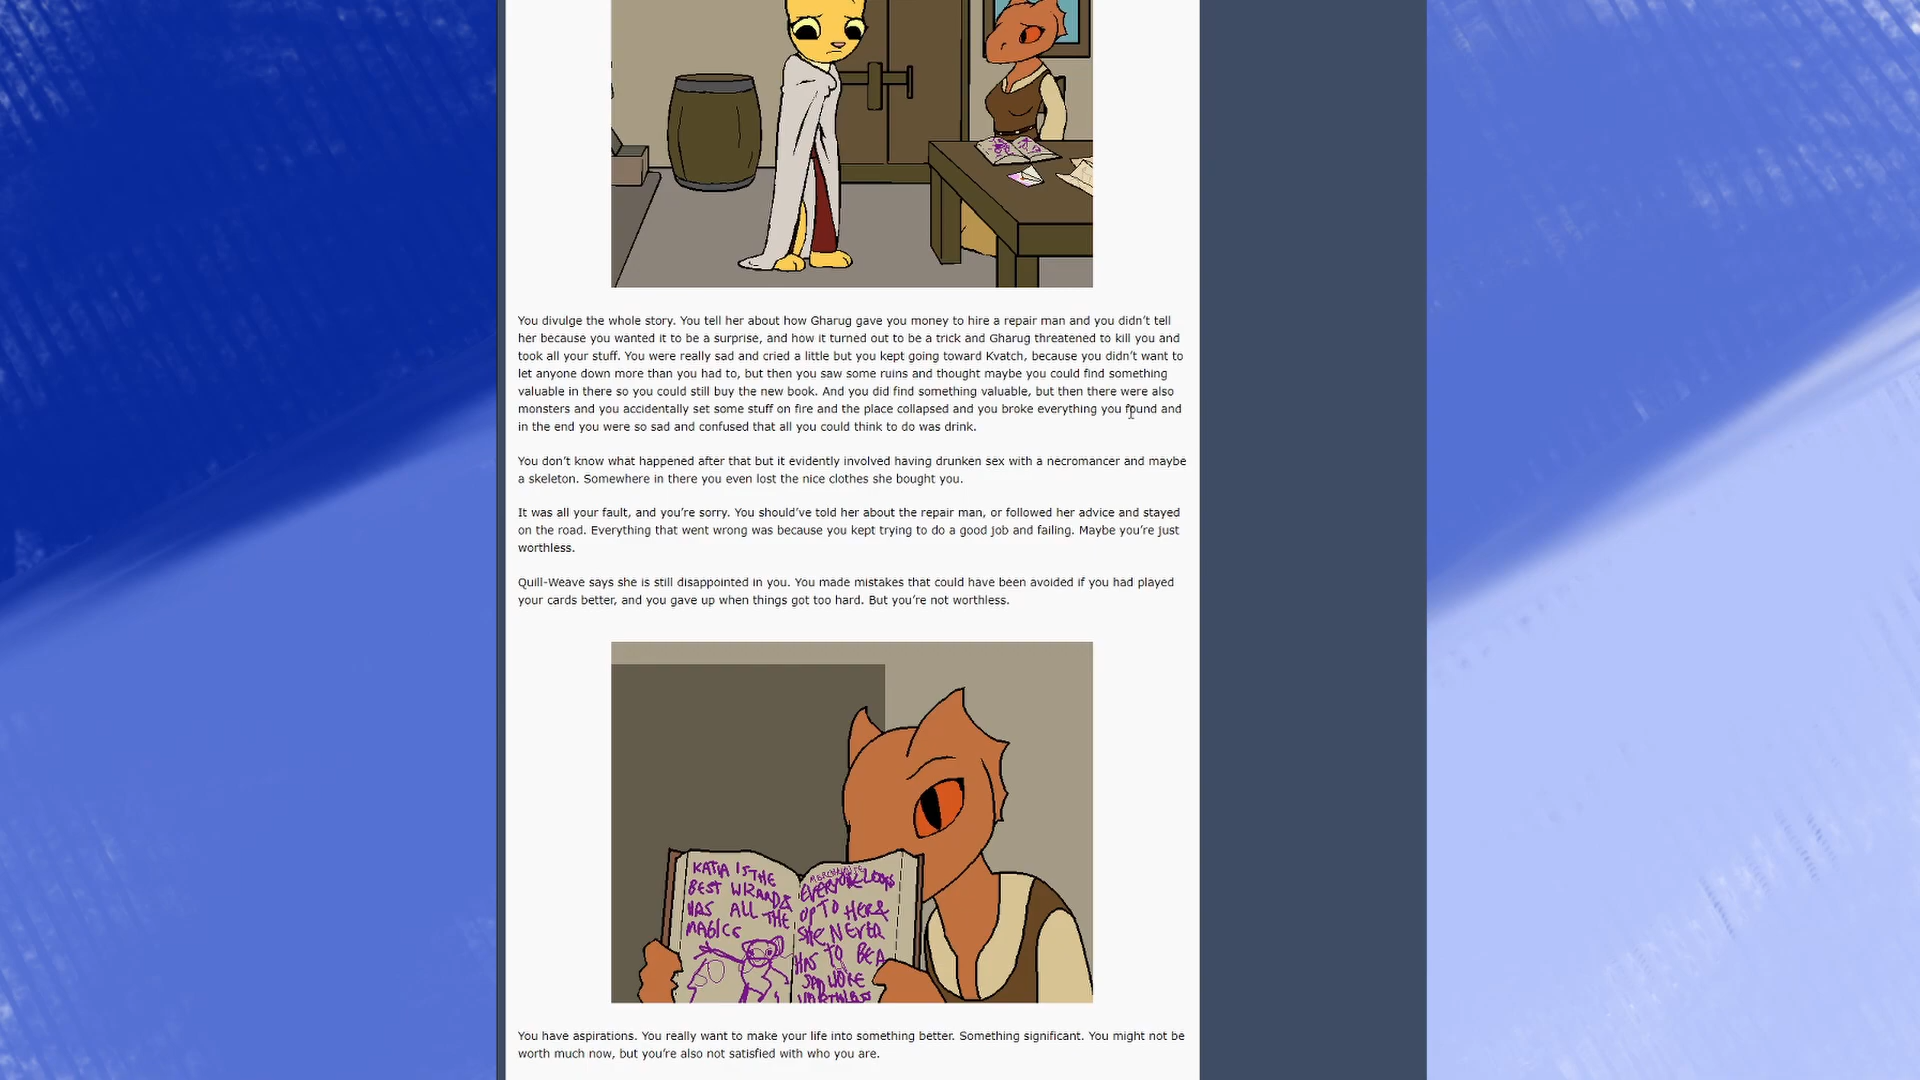 You divulge the whole story. You tell her about how Gharug gave you money to hire a repair man and you didn’t tell
her because you wanted it to be a surprise, and how it turned out to be a trick and Gharug threatened to kill you and
took all your stuff. You were really sad and cried a little but you kept going toward Kvatch, because you didn’t want to
let anyone down more than you had to, but then you saw some ruins and thought maybe you could find something
valuable in there so you could still buy the new book. And you did find something valuable, but then there were also
monsters and you accidentally set some stuff on fire and the place collapsed and you broke everything you found and
in the end you were so sad and confused that all you could think to do was drink.
You don’t know what happened after that but it evidently involved having drunken sex with a necromancer and maybe
a skeleton. Somewhere in there you even lost the nice clothes she bought you.
It was all your fault, and you’re sorry. You should’ve told her about the repair man, or followed her advice and stayed
on the road. Everything that went wrong was because you kept trying to do a good job and failing. Maybe you’re just
worthless.
Quill-Weave says she is still disappointed in you. You made mistakes that could have been avoided if you had played
your cards better, and you gave up when things got too hard. But you’re not worthless.
KATIA IS THE
BEST WIZARD &
HAS ALL THE
MAGICS
EVERYONE LOOKS
UP TO HER &
SHE NEVER
HAS TO BE A
SAD
You have aspirations. You really want to make your life into something better. Something significant. You might not be
worth much now, but you’re also not satisfied with who you are.